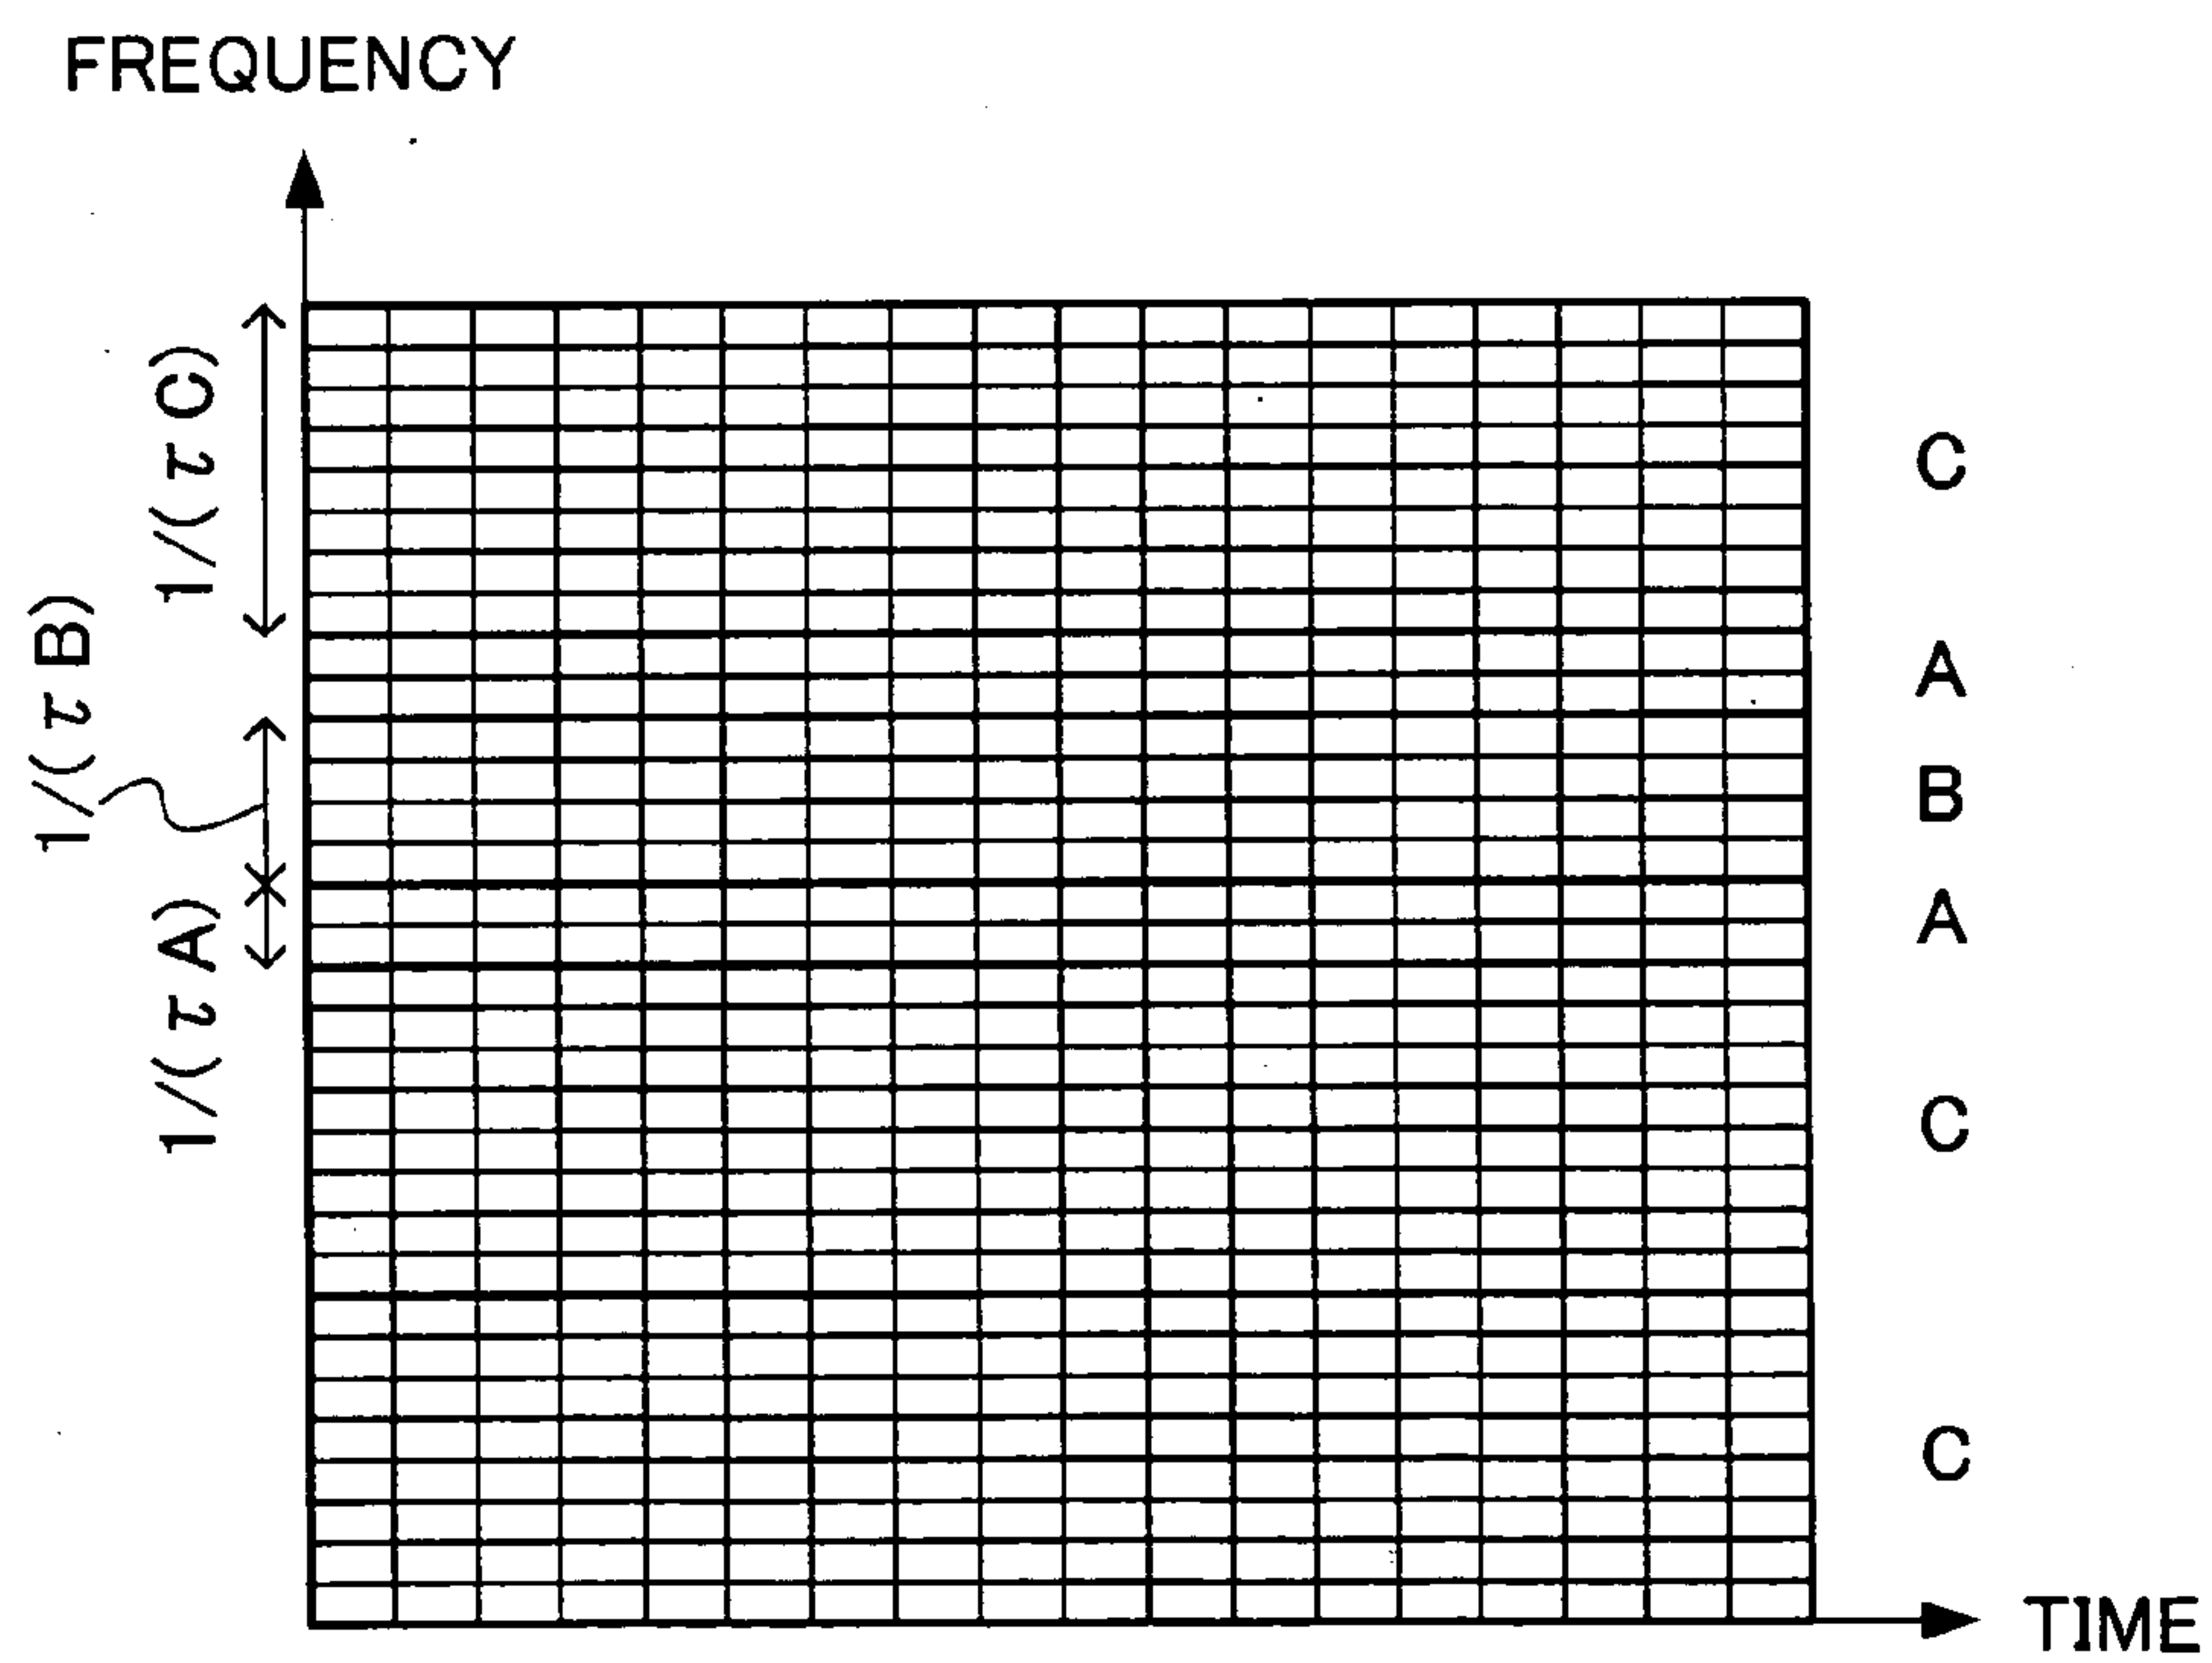 FREQUENCY
1/(τC)
1/(τB)
1/(τA)
C
A
B
A
C
C
TIME